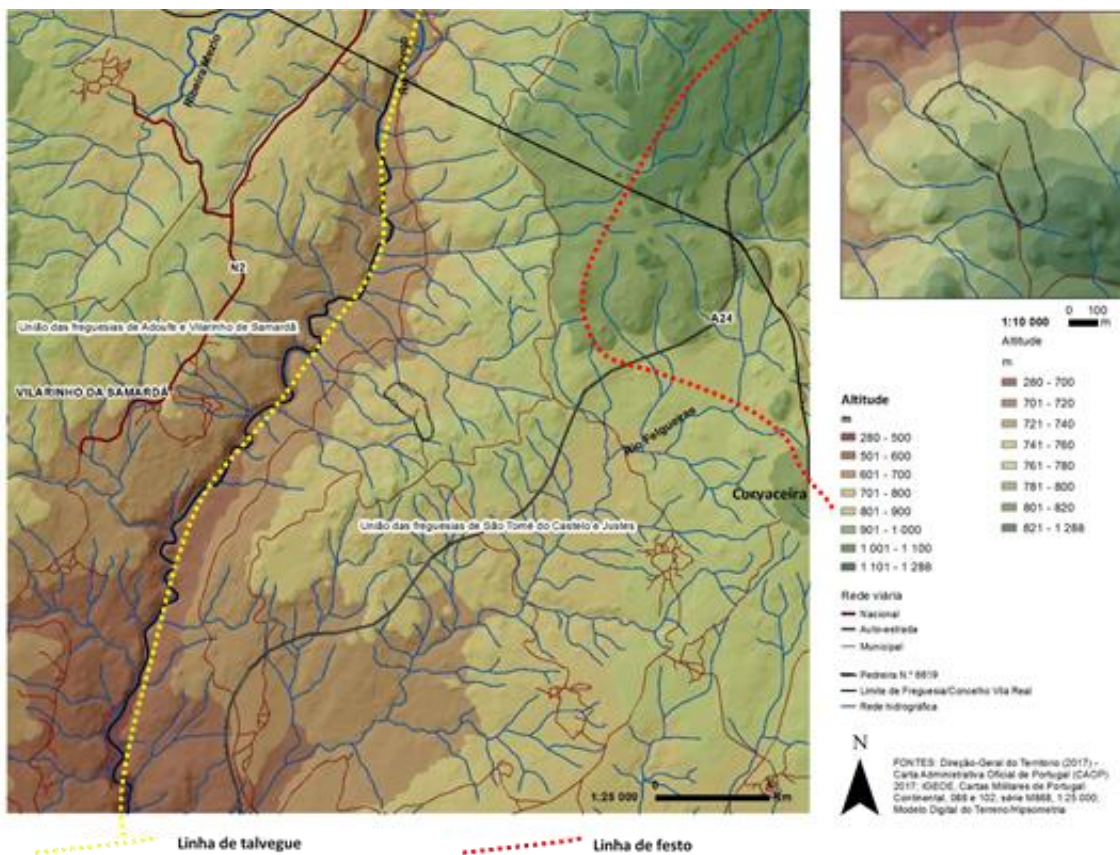 Ribeira Mezio
N2
União das freguesias de Adoufe e Vilarinho de Samardã
VILARINHO DA SAMARDÃ
A24
Rio Felgueiras
União das freguesias de São Tomé do Castelo e Justes
1:25 000
0
Km
Linha de talvegue
Linha de festo
1:10 000
0 100
m
Altitude
m
280 - 700
701 - 720
721 - 740
741 - 760
761 - 780
781 - 800
801 - 820
821 - 1 288
Altitude
m
280 - 500
501 - 600
601 - 700
701 - 800
801 - 900
901 - 1 000
1 001 - 1 100
1 101 - 1 288
Rede viária
Nacional
Auto-estrada
Municipal
Pedreira N.º 6619
Limite de Freguesia/Concelho Vila Real
Rede hidrográfica
N
FONTES: Direção-Geral do Território (2017) -
Carta Administrativa Oficial de Portugal (CAOP)
2017; IGEOE, Cartas Militares de Portugal
Continental, 088 e 102, série M888, 1:25 000;
Modelo Digital do Terreno/Hipsometria